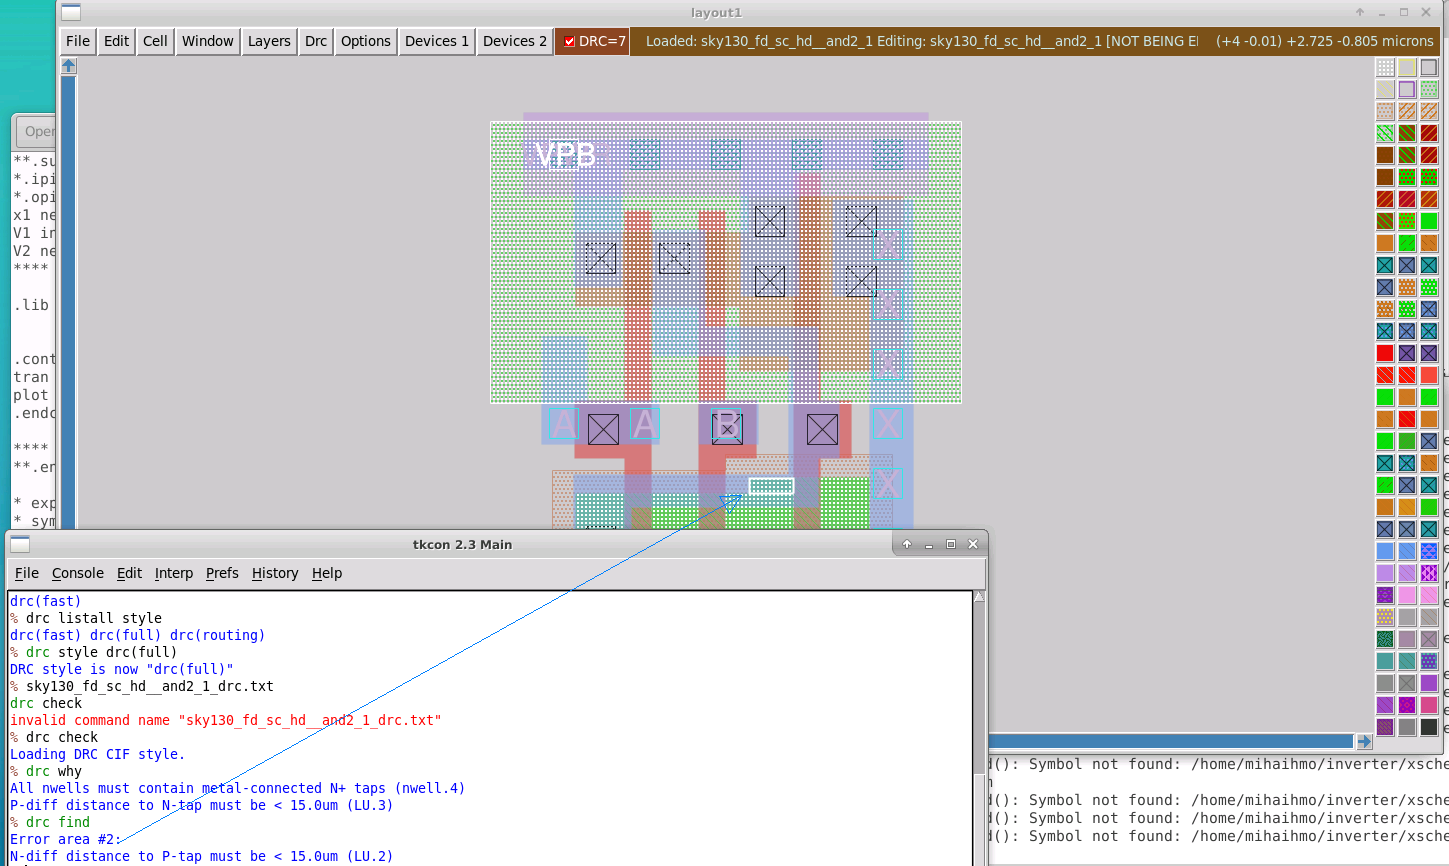 layout1
File Edit Cell Window Layers Drc Options Devices 1 Devices 2 DRC=7 Loaded: sky130_fd_sc_hd__and2_1 Editing: sky130_fd_sc_hd__and2_1 [NOT BEING EI (+4 -0.01) +2.725 -0.805 microns
Oper
**.su
*.ipi
*.opi
x1 ne
V1 in
V2 ne
****
.lib
.cont
tran
plot
.endc
****
**.en
* exp
* sym
VPB
X
X
X
A A B X
X
tkcon 2.3 Main
File Console Edit Interp Prefs History Help
drc(fast)
% drc listall style
drc(fast) drc(full) drc(routing)
% drc style drc(full)
DRC style is now "drc(full)"
% sky130_fd_sc_hd__and2_1_drc.txt
drc check
invalid command name "sky130_fd_sc_hd__and2_1_drc.txt"
% drc check
Loading DRC CIF style.
% drc why
All nwells must contain metal-connected N+ taps (nwell.4)
P-diff distance to N-tap must be < 15.0um (LU.3)
% drc find
Error area #2:
N-diff distance to P-tap must be < 15.0um (LU.2)
d(): Symbol not found: /home/mihaihmo/inverter/xsche
n
d(): Symbol not found: /home/mihaihmo/inverter/xsche
d(): Symbol not found: /home/mihaihmo/inverter/xsche
d(): Symbol not found: /home/mihaihmo/inverter/xsche